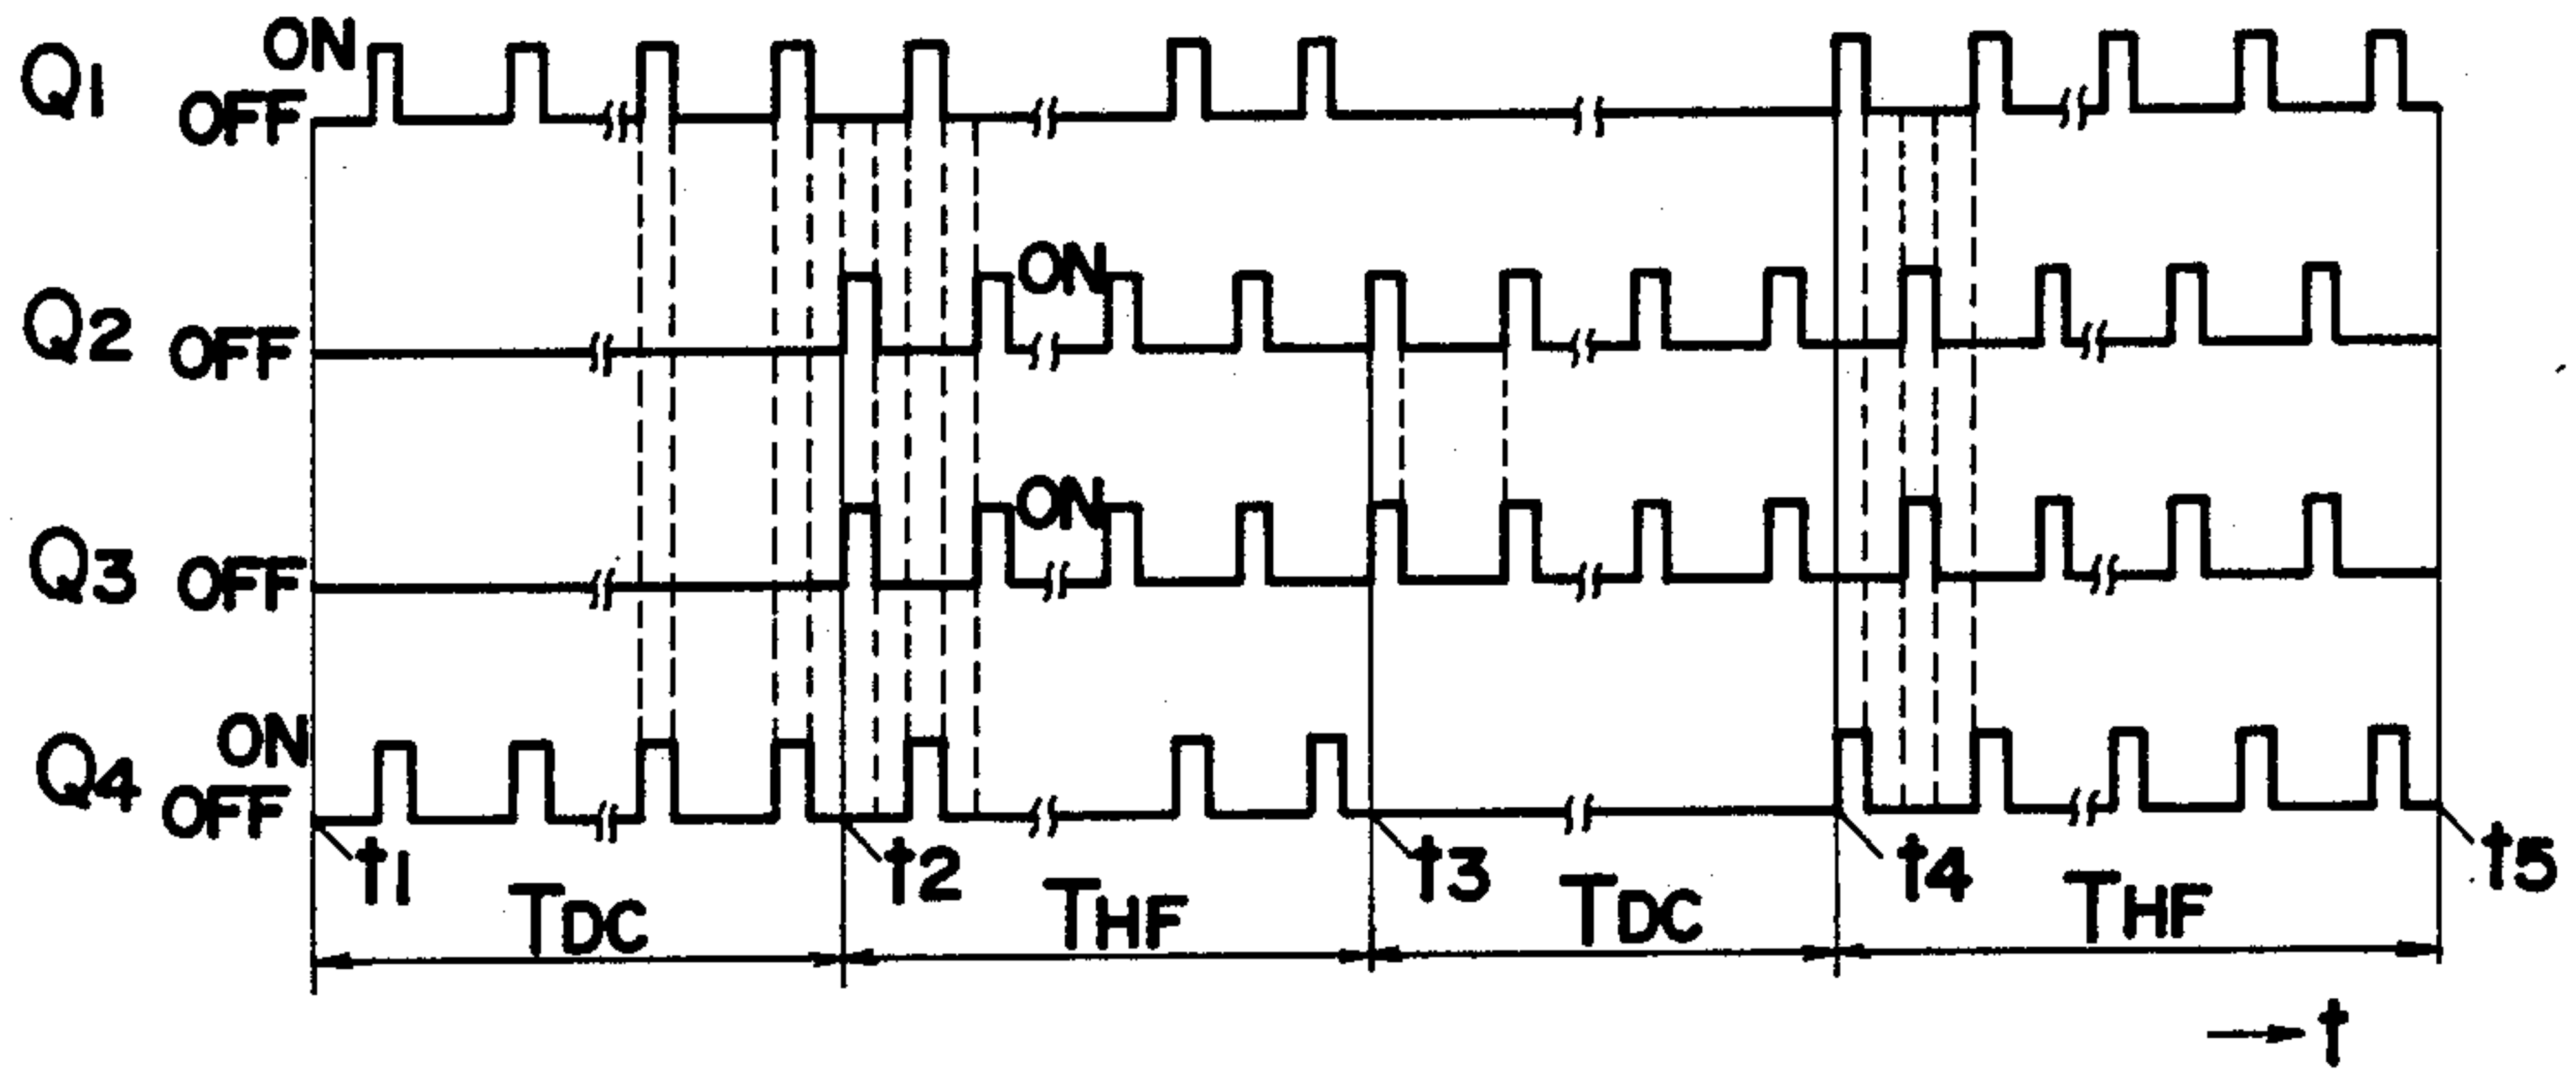 ON
Q1
OFF
ON
Q2
OFF
ON
Q3
OFF
ON
Q4
OFF
t1 t2 t3 t4 t5
TDC THF TDC THF
t